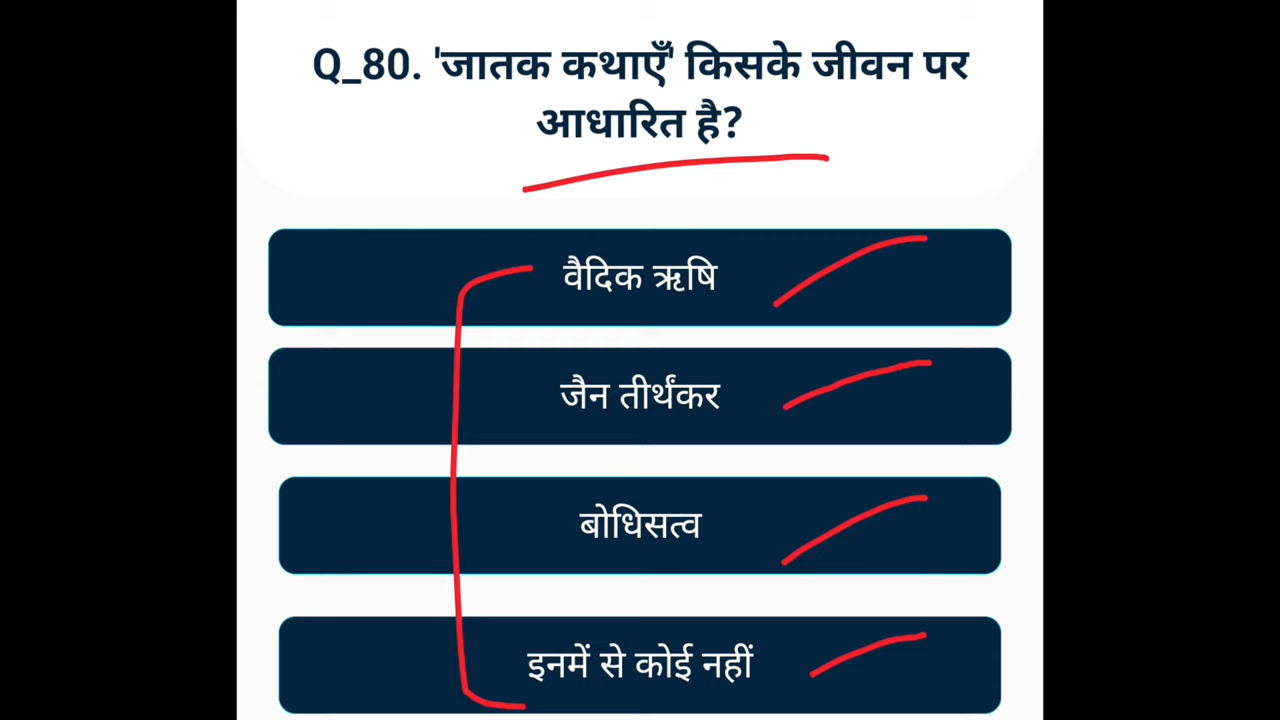 Q_80. 'जातक कथाएँ' किसके जीवन पर
आधारित है?
वैदिक ऋषि
जैन तीर्थंकर
बोधिसत्व
इनमें से कोई नहीं